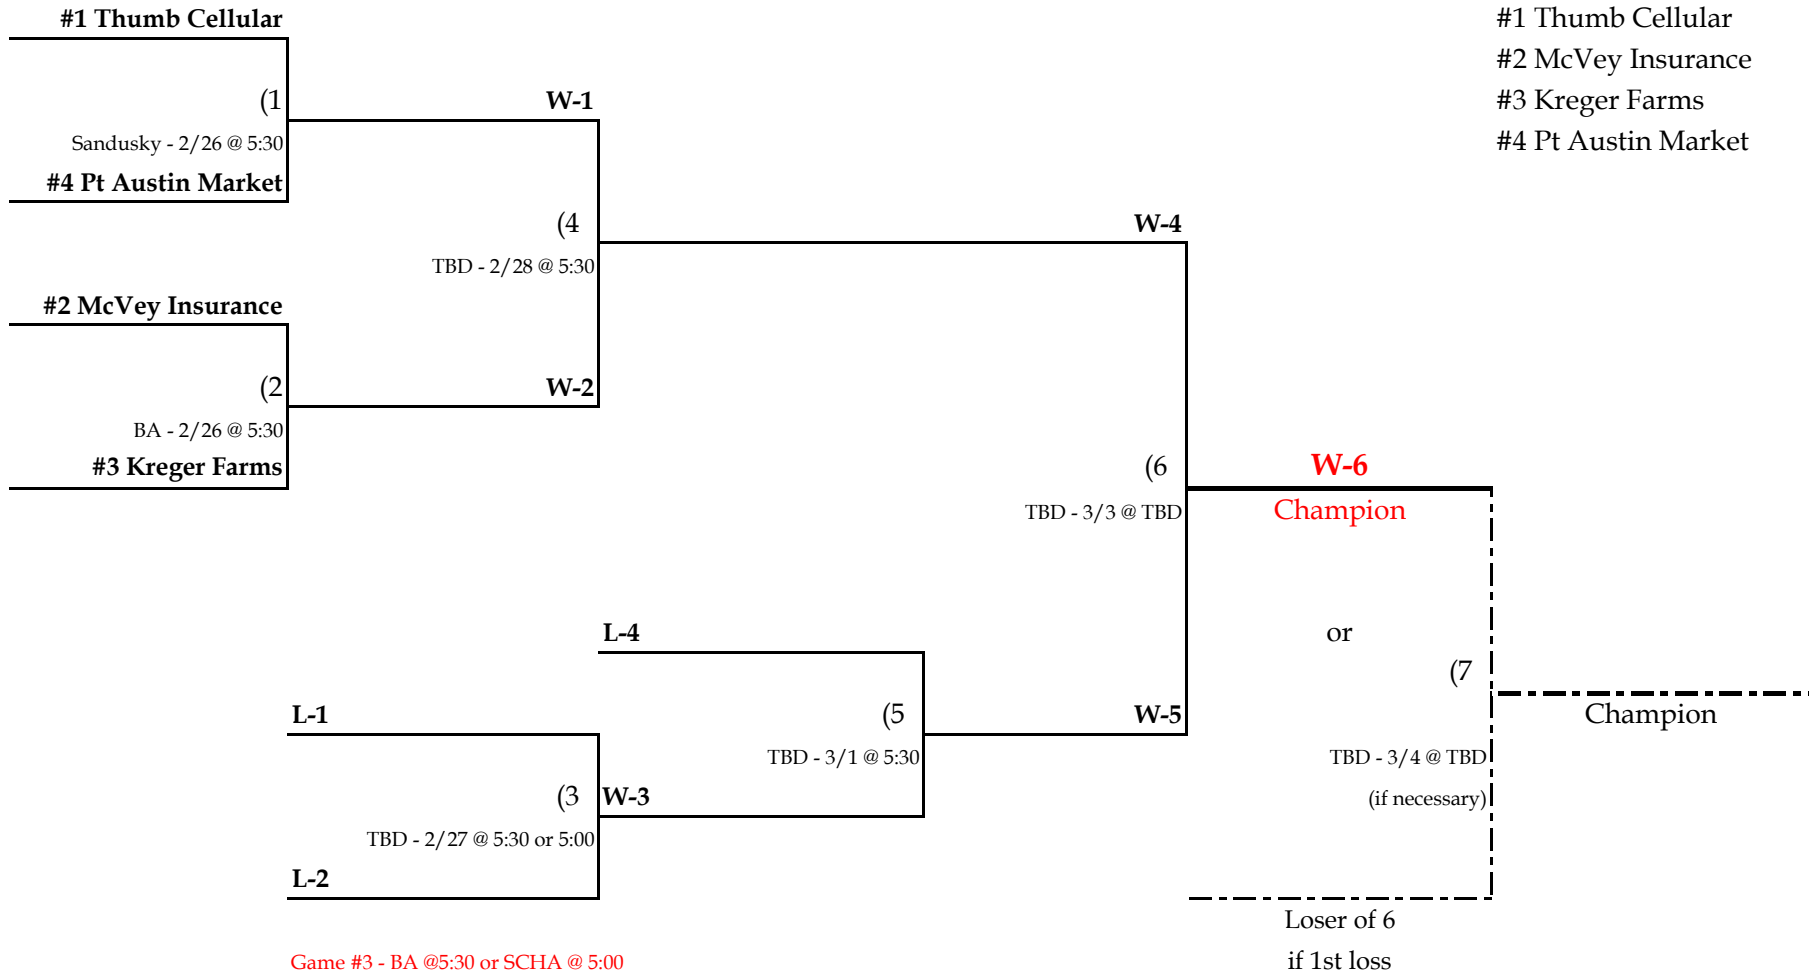 #1 Thumb Cellular
#1 Thumb Cellular
#2 McVey Insurance
#3 Kreger Farms
#4 Pt Austin Market
(1
W-1
Sandusky - 2/26 @ 5:30
#4 Pt Austin Market
(4
W-4
TBD - 2/28 @ 5:30
#2 McVey Insurance
(2
W-2
BA - 2/26 @ 5:30
#3 Kreger Farms
(6
W-6
TBD - 3/3 @ TBD
Champion
L-4
or
(7
L-1
(5
W-5
Champion
TBD - 3/1 @ 5:30
TBD - 3/4 @ TBD
(3
W-3
(if necessary)
TBD - 2/27 @ 5:30 or 5:00
L-2
Loser of 6
Game #3 - BA @5:30 or SCHA @ 5:00
if 1st loss